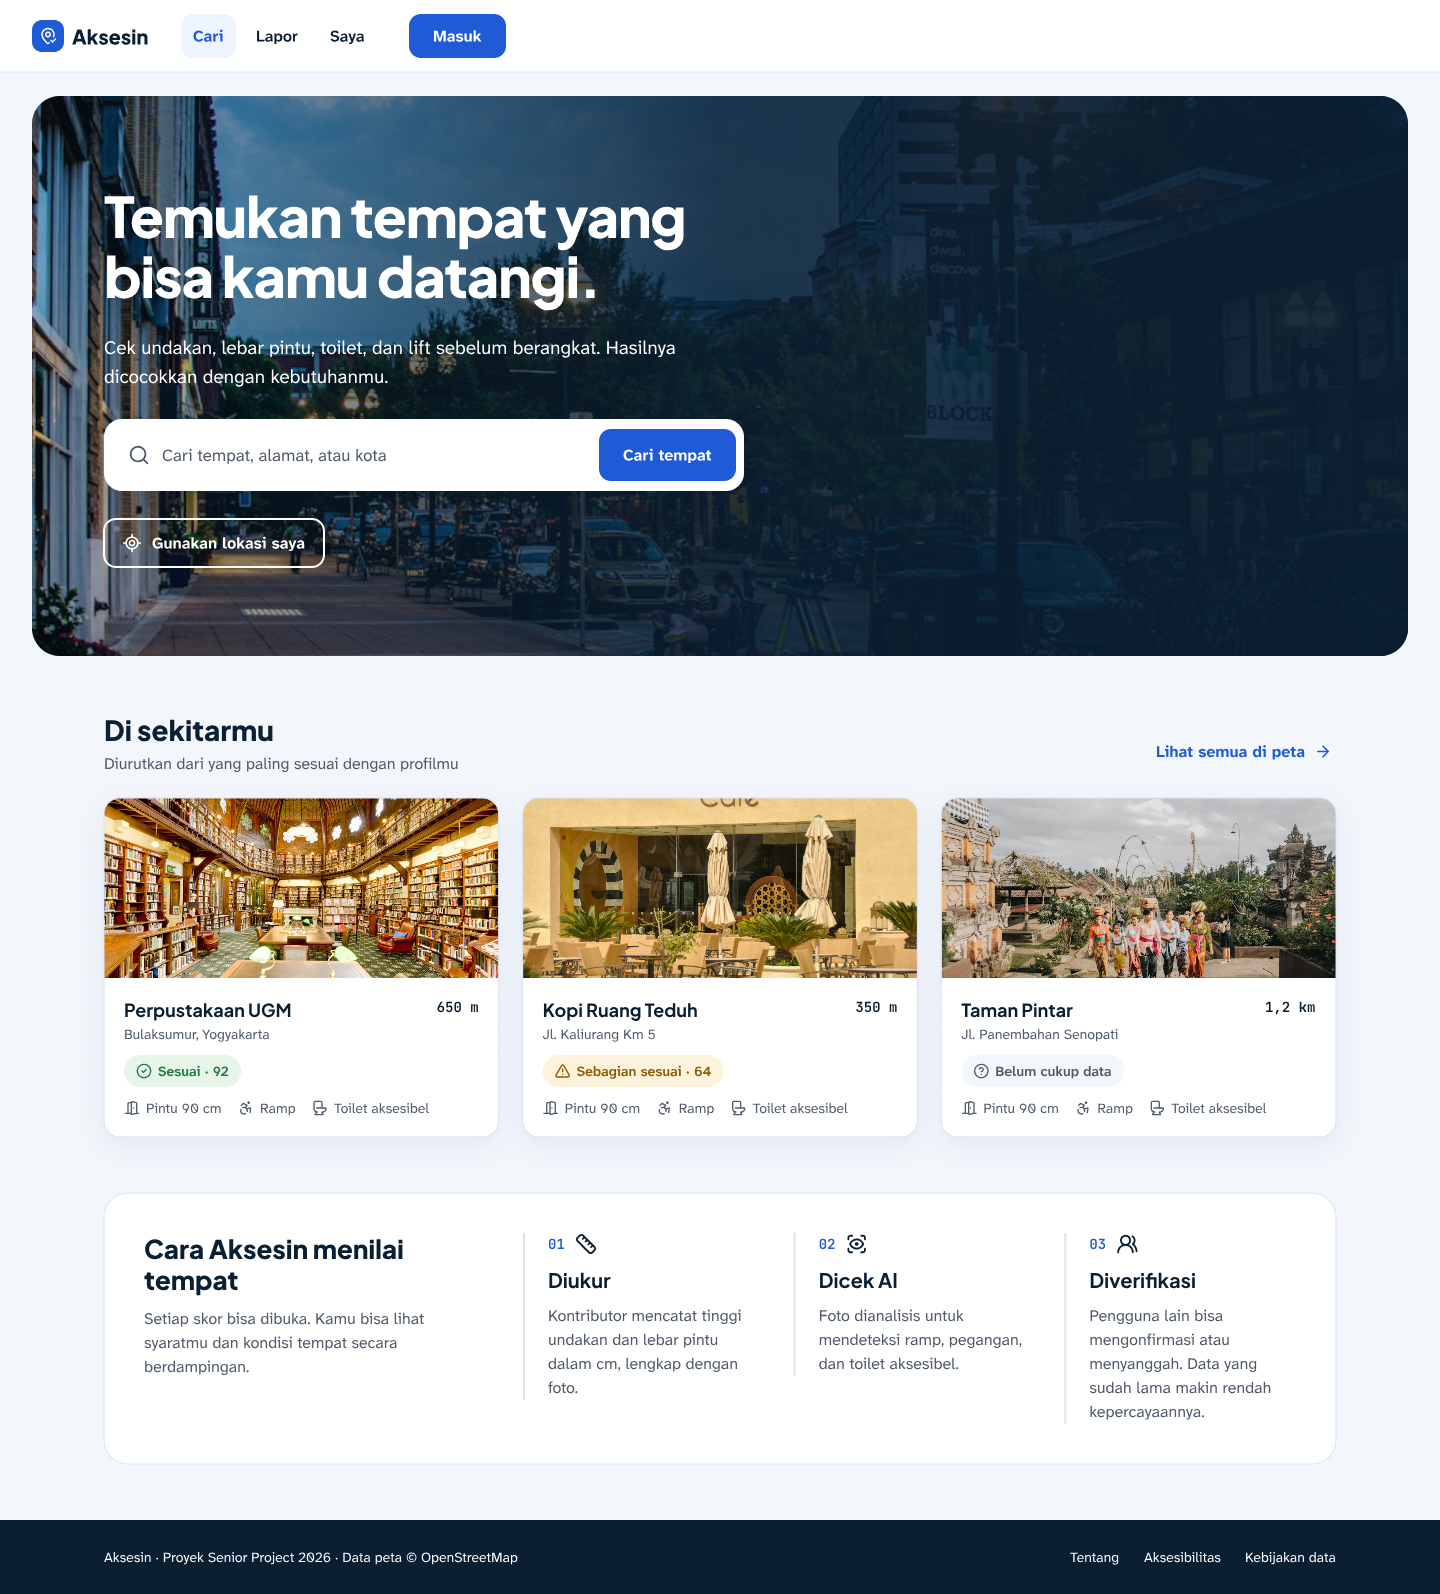 Aksesin
Cari
Lapor
Saya
Masuk
Temukan tempat yang
bisa kamu datangi.
dine.
dwell.
discover.
LOFTS
Cek undakan, lebar pintu, toilet, dan lift sebelum berangkat. Hasilnya
dicocokkan dengan kebutuhanmu.
BLOCK
Cari tempat, alamat, atau kota
Cari tempat
Gunakan lokasi saya
Di sekitarmu
Diurutkan dari yang paling sesuai dengan profilmu
Lihat semua di peta
Cafe
Perpustakaan UGM
650 m
Bulaksumur, Yogyakarta
Sesuai · 92
Pintu 90 cm
Ramp
Toilet aksesibel
Kopi Ruang Teduh
350 m
Jl. Kaliurang Km 5
Sebagian sesuai · 64
Pintu 90 cm
Ramp
Toilet aksesibel
Taman Pintar
1,2 km
Jl. Panembahan Senopati
Belum cukup data
Pintu 90 cm
Ramp
Toilet aksesibel
Cara Aksesin menilai
tempat
Setiap skor bisa dibuka. Kamu bisa lihat
syaratmu dan kondisi tempat secara
berdampingan.
01
Diukur
Kontributor mencatat tinggi
undakan dan lebar pintu
dalam cm, lengkap dengan
foto.
02
Dicek AI
Foto dianalisis untuk
mendeteksi ramp, pegangan,
dan toilet aksesibel.
03
Diverifikasi
Pengguna lain bisa
mengonfirmasi atau
menyanggah. Data yang
sudah lama makin rendah
kepercayaannya.
Aksesin · Proyek Senior Project 2026 · Data peta © OpenStreetMap
Tentang
Aksesibilitas
Kebijakan data